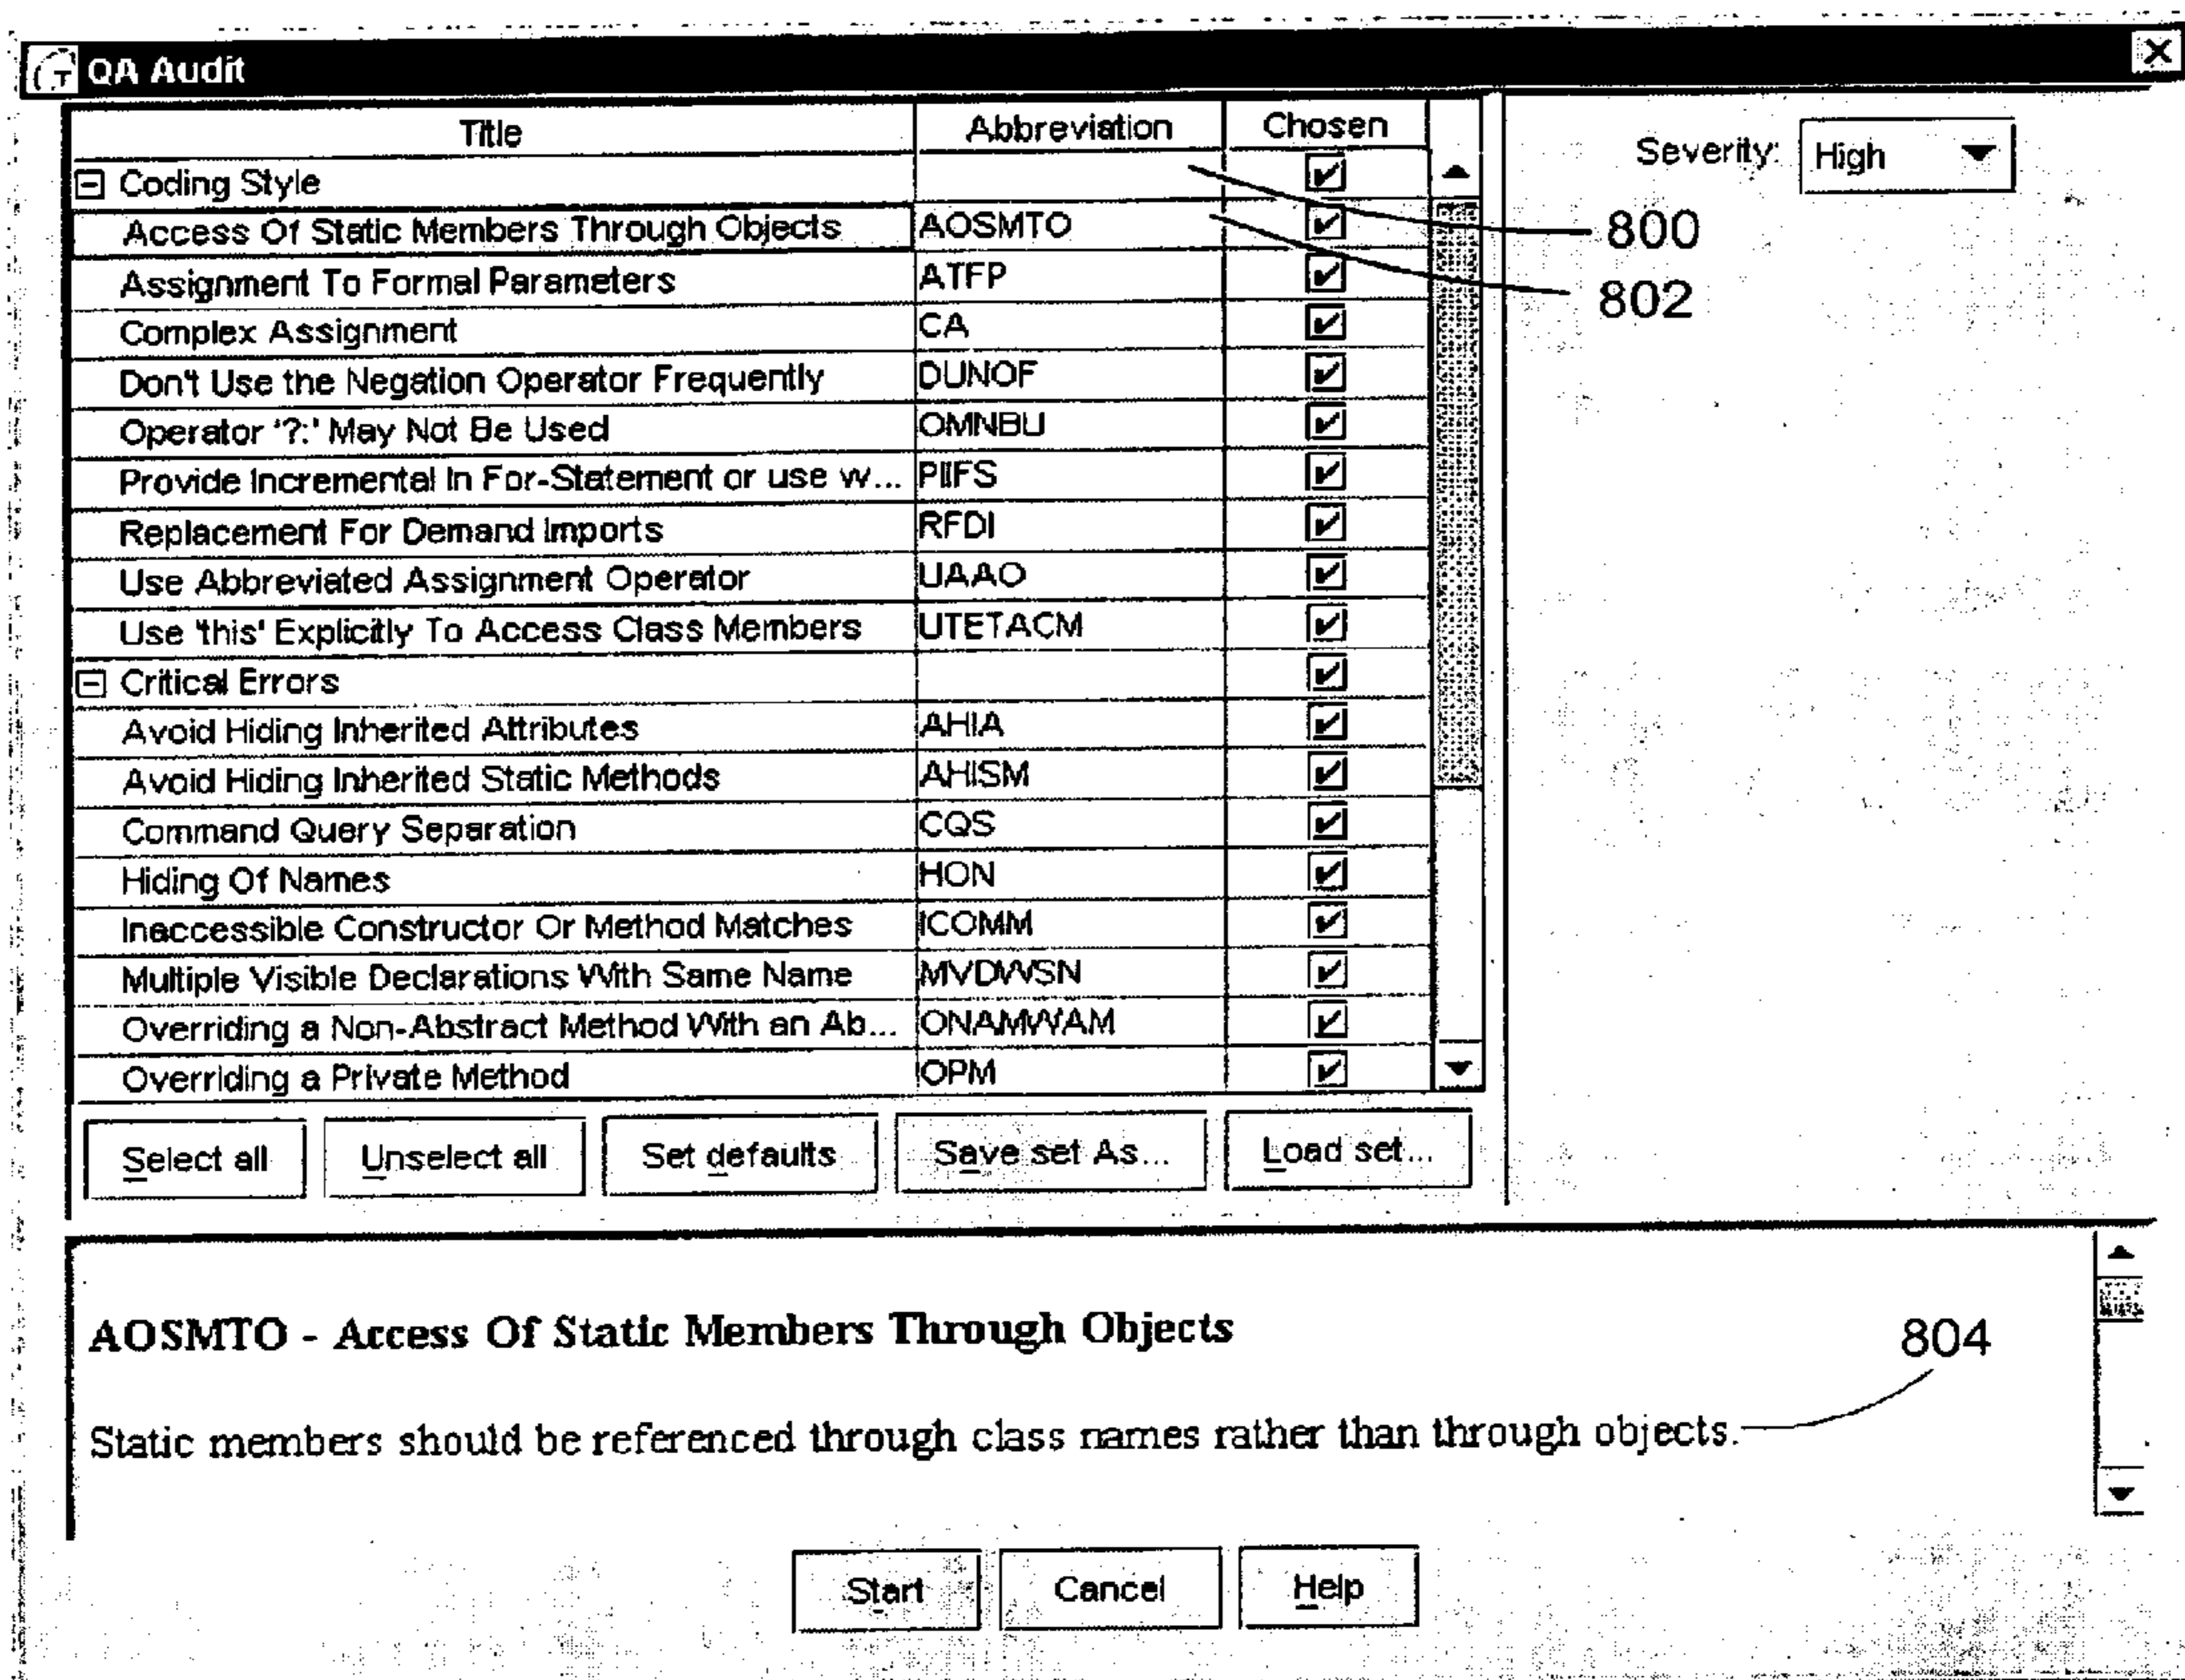 QA Audit
Title Abbreviation Chosen
Severity: High
Coding Style
800
Access Of Static Members Through Objects AOSMTO
802
Assignment To Formal Parameters ATFP
Complex Assignment CA
Don't Use the Negation Operator Frequently DUNOF
Operator '?:' May Not Be Used OMNBU
Provide Incremental In For-Statement or use w... PIIFS
Replacement For Demand Imports RFDI
Use Abbreviated Assignment Operator UAAO
Use 'this' Explicitly To Access Class Members UTETACM
Critical Errors
Avoid Hiding Inherited Attributes AHIA
Avoid Hiding Inherited Static Methods AHISM
Command Query Separation CQS
Hiding Of Names HON
Inaccessible Constructor Or Method Matches ICOMM
Multiple Visible Declarations With Same Name MVDWSN
Overriding a Non-Abstract Method With an Ab... ONAMWAM
Overriding a Private Method OPM
Select all Unselect all Set defaults Save set As... Load set...
AOSMTO - Access Of Static Members Through Objects
804
Static members should be referenced through class names rather than through objects.
Start Cancel Help